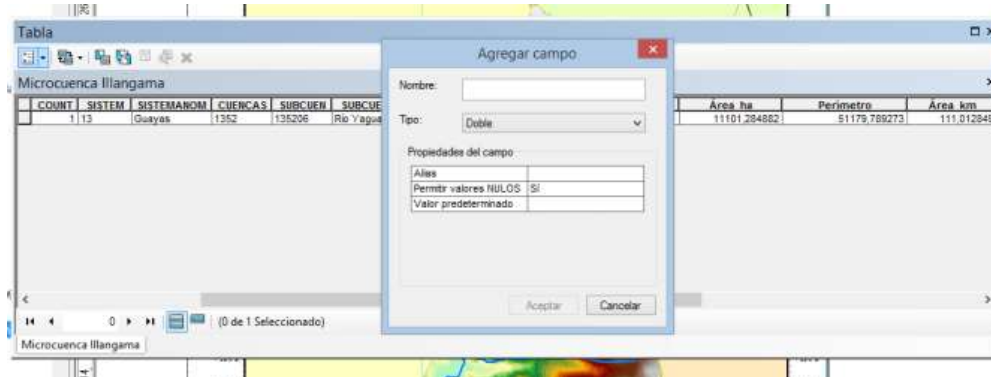 Tabla
Microcuenca Illangama
COUNT SISTEM SISTEMANOM CUENCAS SUBCUEN SUBCUE Área ha Perimetro Área km
1 13 Guayas 1352 135206 Río Yagua 11101,284882 51179,789273 111,012849
Agregar campo
Nombre:
Tipo: Doble
Propiedades del campo
Alias
Permitir valores NULOS Sí
Valor predeterminado
Aceptar Cancelar
0 (0 de 1 Seleccionado)
Microcuenca Illangama